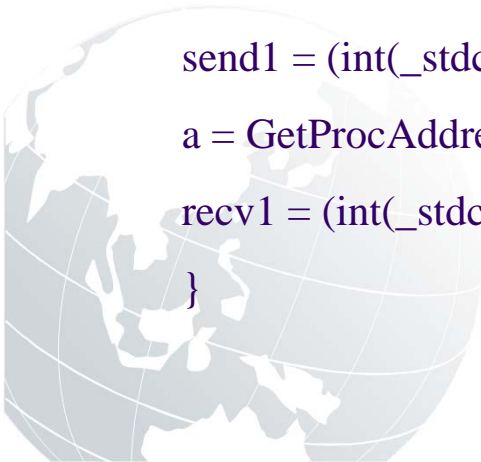 send1 = (int(_stdc
a = GetProcAddre
recv1 = (int(_stdc
}